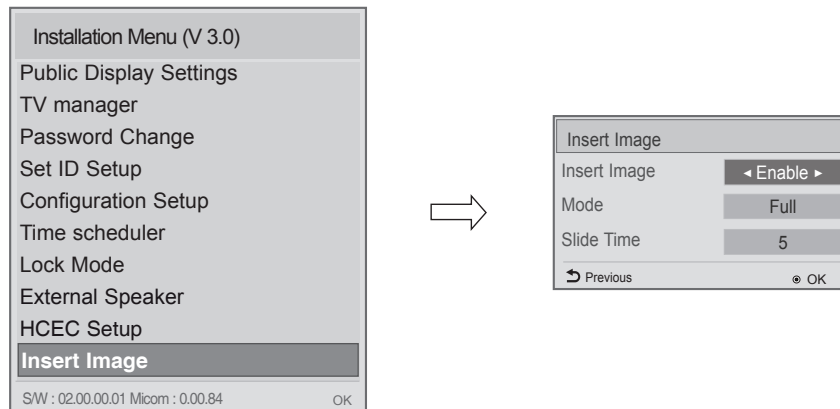 Installation Menu (V 3.0)
Public Display Settings
TV manager
Password Change
Set ID Setup
Configuration Setup
Time scheduler
Lock Mode
External Speaker
HCEC Setup
Insert Image
S/W : 02.00.00.01 Micom : 0.00.84 OK
Insert Image
Insert Image ◄ Enable ►
Mode Full
Slide Time 5
Previous OK